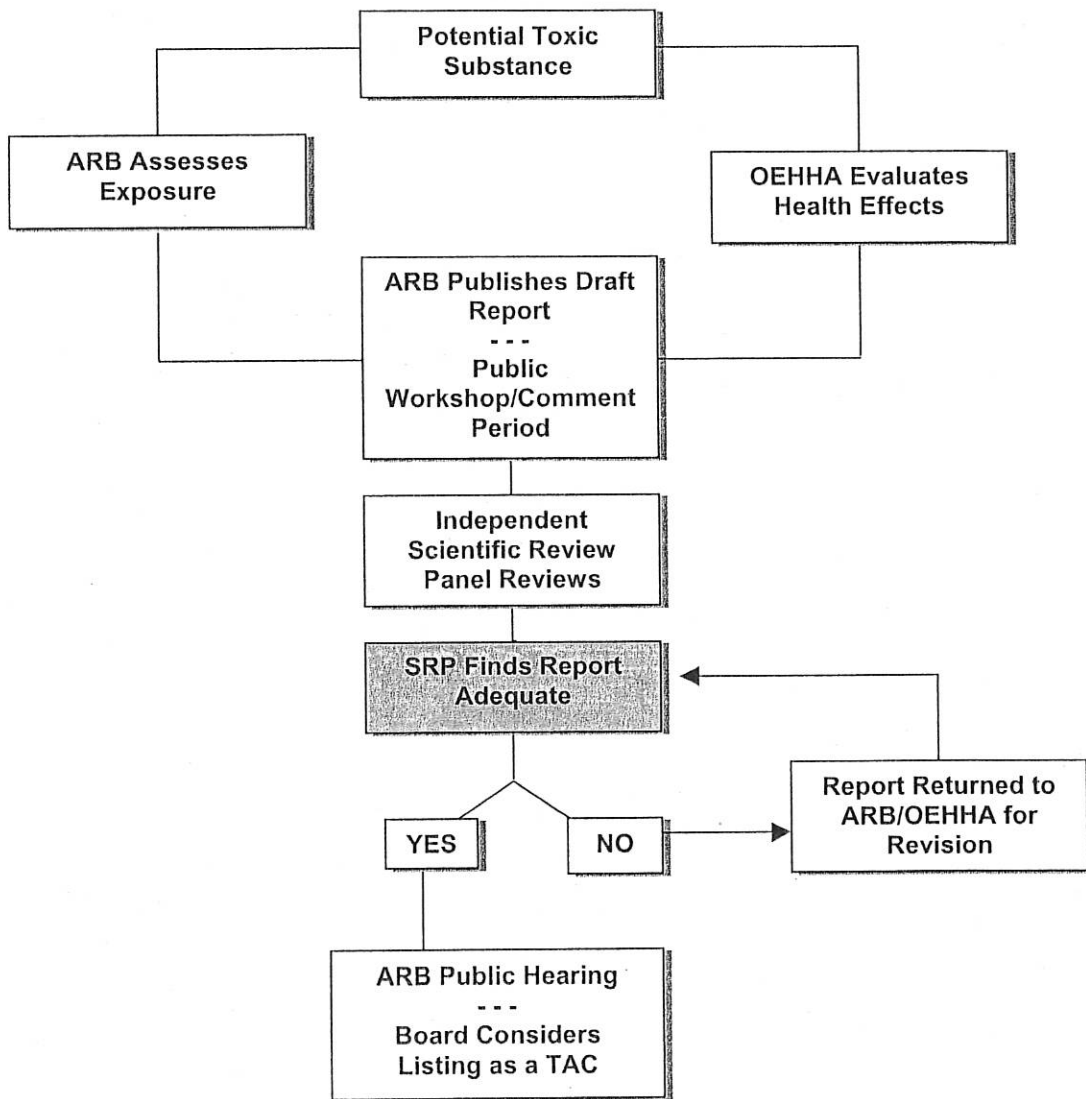 Potential Toxic
Substance
ARB Assesses
Exposure
OEHHA Evaluates
Health Effects
ARB Publishes Draft
Report
- - -
Public
Workshop/Comment
Period
Independent
Scientific Review
Panel Reviews
SRP Finds Report
Adequate
YES
NO
Report Returned to
ARB/OEHHA for
Revision
ARB Public Hearing
- - -
Board Considers
Listing as a TAC